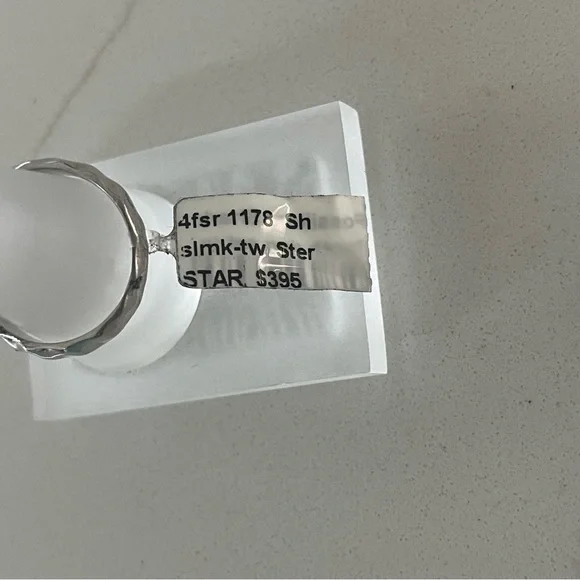 4fsr 1178 Sh
slmk-tw Ster
STAR $395